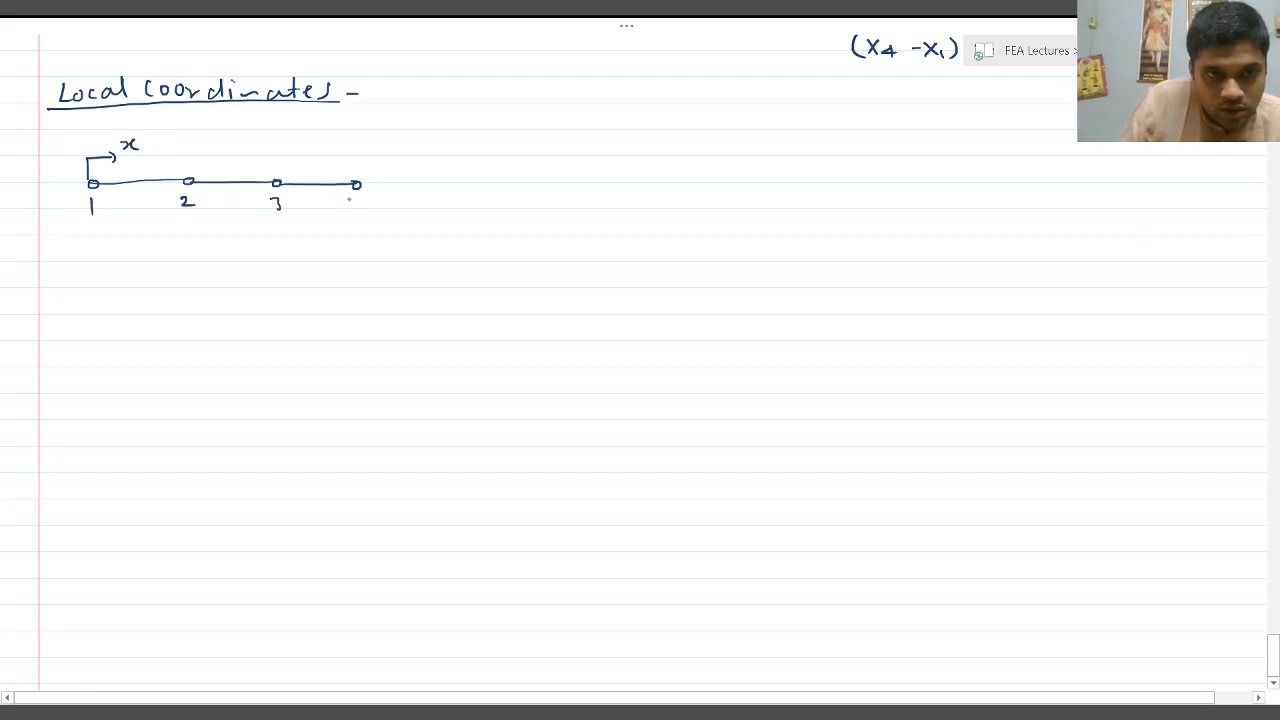 (x₄ -x₁)
FEA Lectures >
Local Coordinates -
x
1 2 3